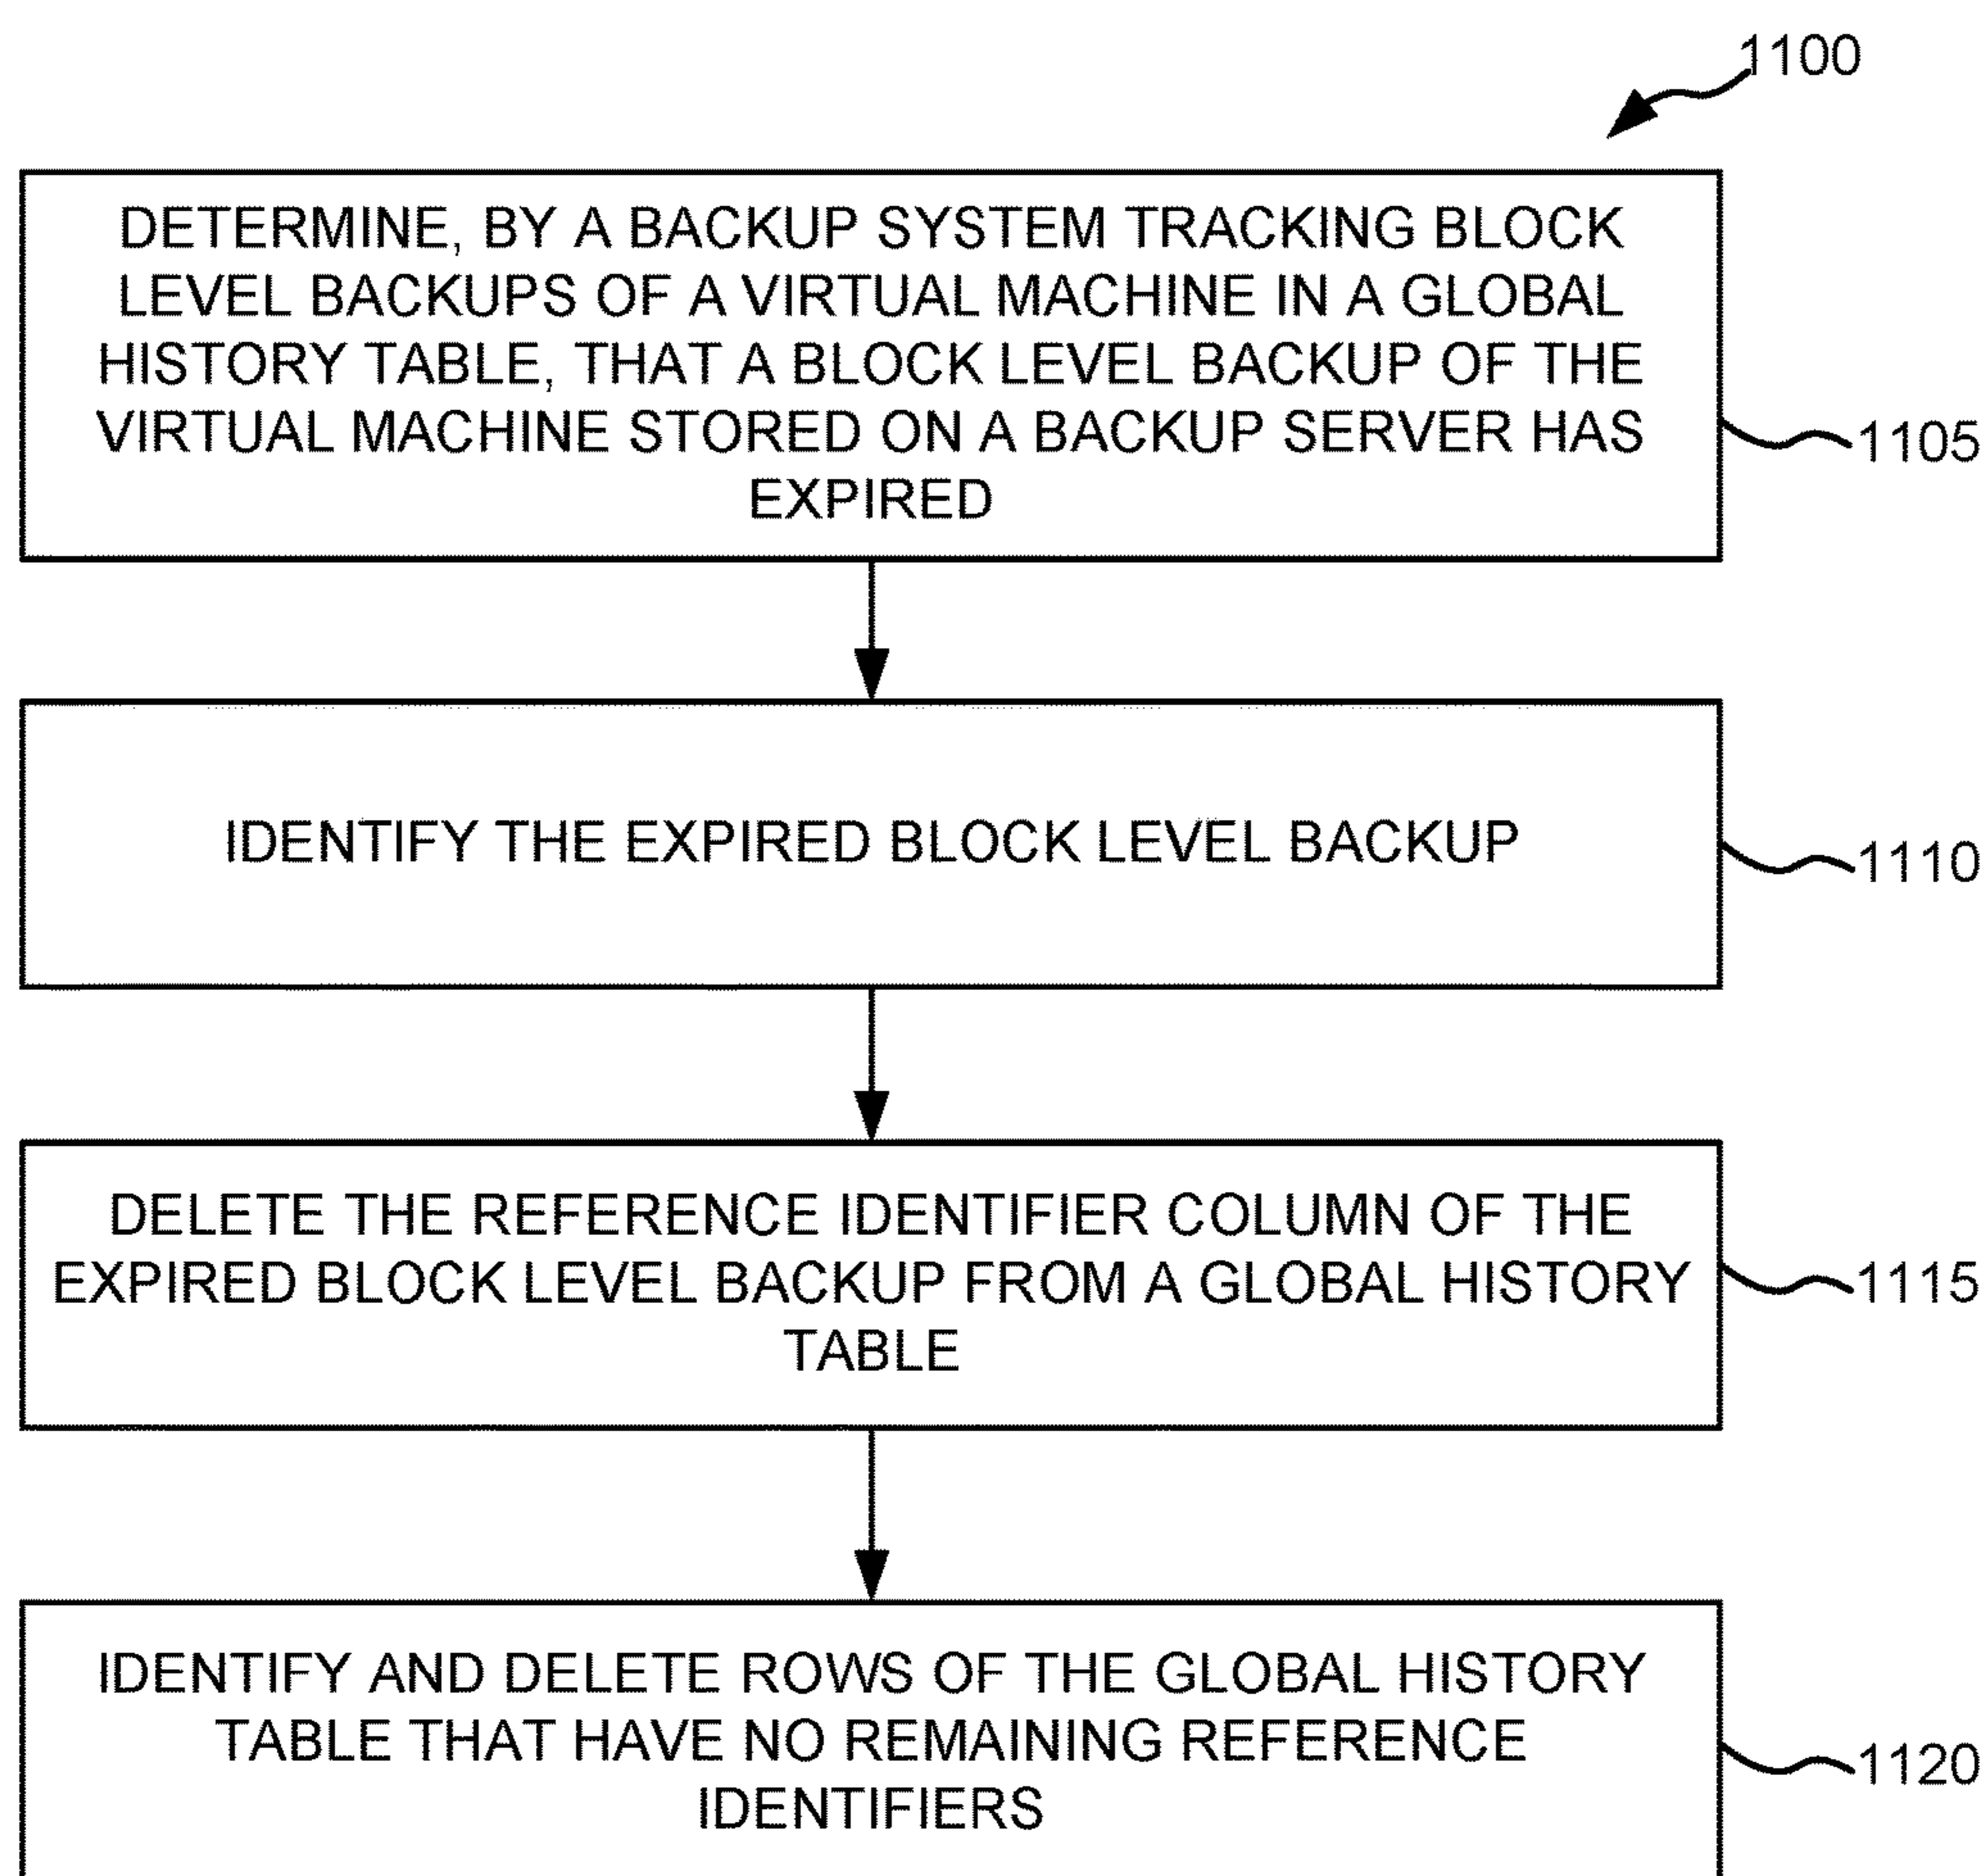 1100
DETERMINE, BY A BACKUP SYSTEM TRACKING BLOCK
LEVEL BACKUPS OF A VIRTUAL MACHINE IN A GLOBAL
HISTORY TABLE, THAT A BLOCK LEVEL BACKUP OF THE
VIRTUAL MACHINE STORED ON A BACKUP SERVER HAS
EXPIRED
1105
IDENTIFY THE EXPIRED BLOCK LEVEL BACKUP
1110
DELETE THE REFERENCE IDENTIFIER COLUMN OF THE
EXPIRED BLOCK LEVEL BACKUP FROM A GLOBAL HISTORY
TABLE
1115
IDENTIFY AND DELETE ROWS OF THE GLOBAL HISTORY
TABLE THAT HAVE NO REMAINING REFERENCE
IDENTIFIERS
1120